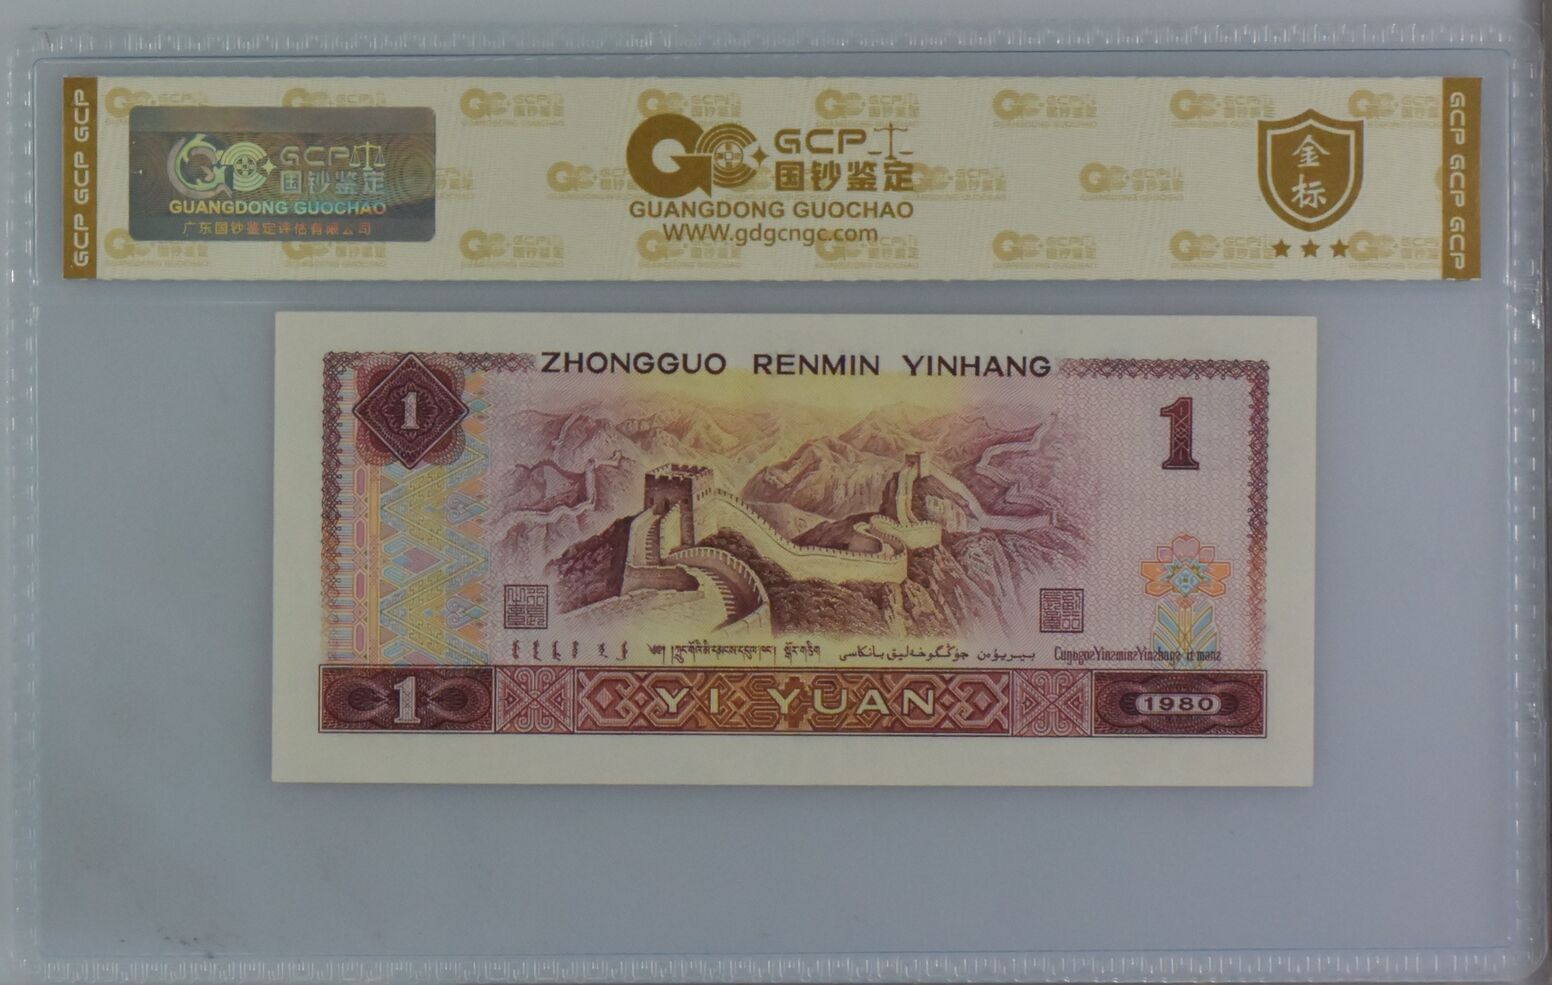 GCP GCP GCP
GCP
国钞鉴定
GUANGDONG GUOCHAO
广东国钞鉴定评估有限公司
GCP
国钞鉴定
GUANGDONG GUOCHAO
WWW.gdgcngc.com
金
标
GCP GCP GCP
ZHONGGUO RENMIN YINHANG
1
1
1
YI YUAN
1980